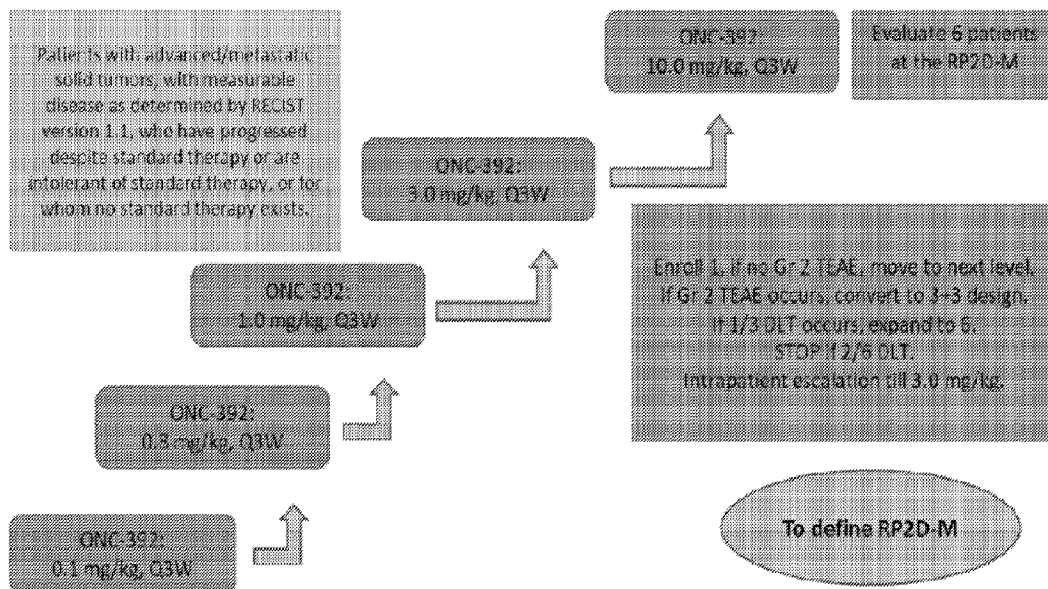 Patients with advanced/metastatic
solid tumors, with measurable
disease as determined by RECIST
version 1.1, who have progressed
despite standard therapy or are
intolerant of standard therapy, or for
whom no standard therapy exists.
ONC-392:
10.0 mg/kg, Q3W
Evaluate 6 patients
at the RP2D-M
ONC-392:
3.0 mg/kg, Q3W
ONC-392:
1.0 mg/kg, Q3W
Enroll 1, if no Gr 2 TEAE, move to next level.
If Gr 2 TEAE occurs, convert to 3+3 design.
If 1/3 DLT occurs, expand to 6.
STOP if 2/6 DLT.
Intrapatient escalation till 3.0 mg/kg.
ONC-392:
0.3 mg/kg, Q3W
ONC-392:
0.1 mg/kg, Q3W
To define RP2D-M